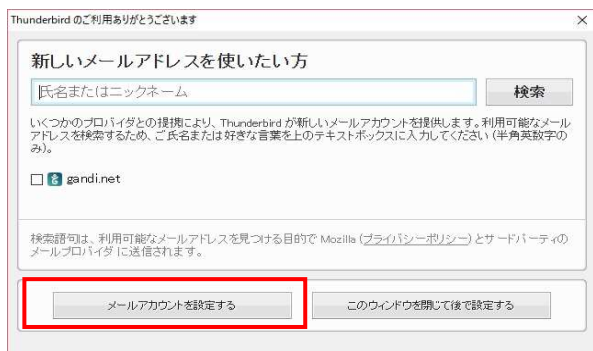 Thunderbird のご利用ありがとうございます
新しいメールアドレスを使いたい方
氏名またはニックネーム
検索
いくつかのプロバイダとの提携により、Thunderbird が新しいメールアカウントを提供します。利用可能なメール
アドレスを検索するため、ご氏名または好きな言葉を上のテキストボックスに入力してください (半角英数字の
み)。
gandi.net
検索語句は、利用可能なメールアドレスを見つける目的で Mozilla (プライバシーポリシー) とサードパーティの
メールプロバイダ に送信されます。
メールアカウントを設定する
このウィンドウを閉じて後で設定する